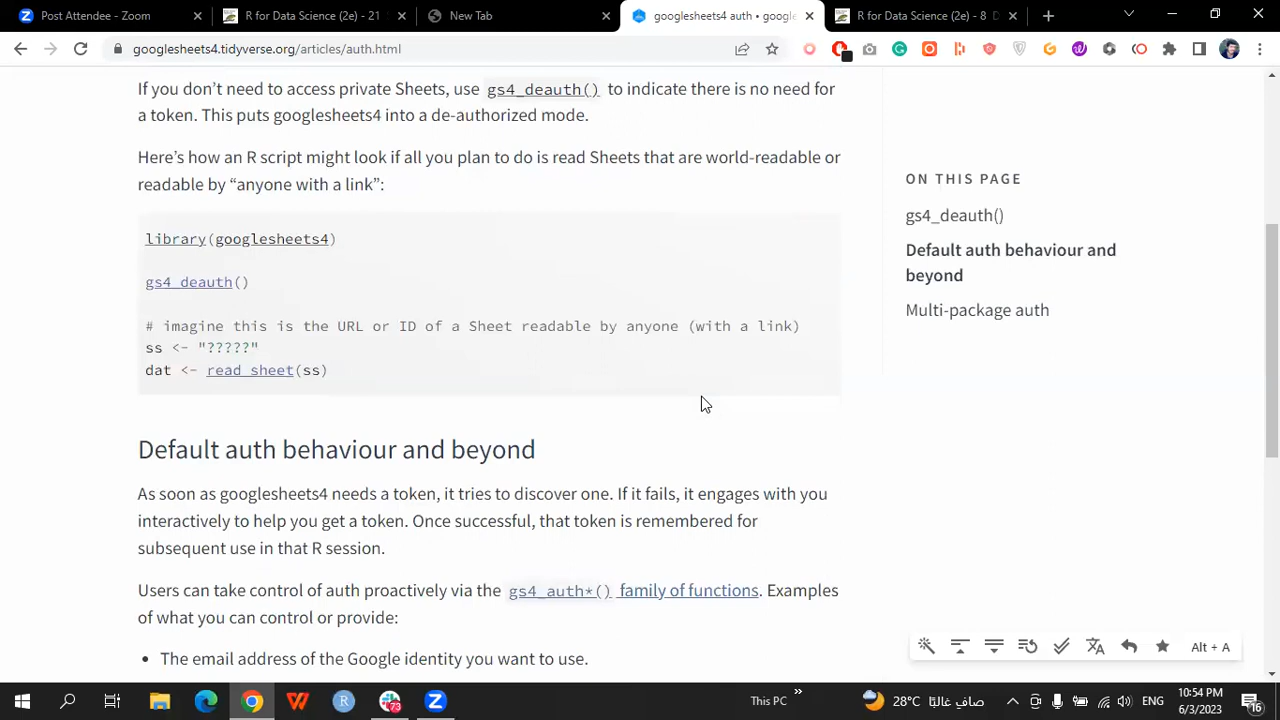 Post Attendee - Zoom
R for Data Science (2e) - 21
New Tab
googlesheets4 auth • google
R for Data Science (2e) - 8 D
googlesheets4.tidyverse.org/articles/auth.html
If you don’t need to access private Sheets, use gs4_deauth() to indicate there is no need for
a token. This puts googlesheets4 into a de-authorized mode.
Here’s how an R script might look if all you plan to do is read Sheets that are world-readable or
readable by “anyone with a link”:
library(googlesheets4)
gs4_deauth()
# imagine this is the URL or ID of a Sheet readable by anyone (with a link)
ss <- "?????"
dat <- read_sheet(ss)
Default auth behaviour and beyond
As soon as googlesheets4 needs a token, it tries to discover one. If it fails, it engages with you
interactively to help you get a token. Once successful, that token is remembered for
subsequent use in that R session.
Users can take control of auth proactively via the gs4_auth*() family of functions. Examples
of what you can control or provide:
• The email address of the Google identity you want to use.
ON THIS PAGE
gs4_deauth()
Default auth behaviour and
beyond
Multi-package auth
Alt + A
This PC
28°C صافٍ غالبًا
ENG
10:54 PM
6/3/2023
16
73